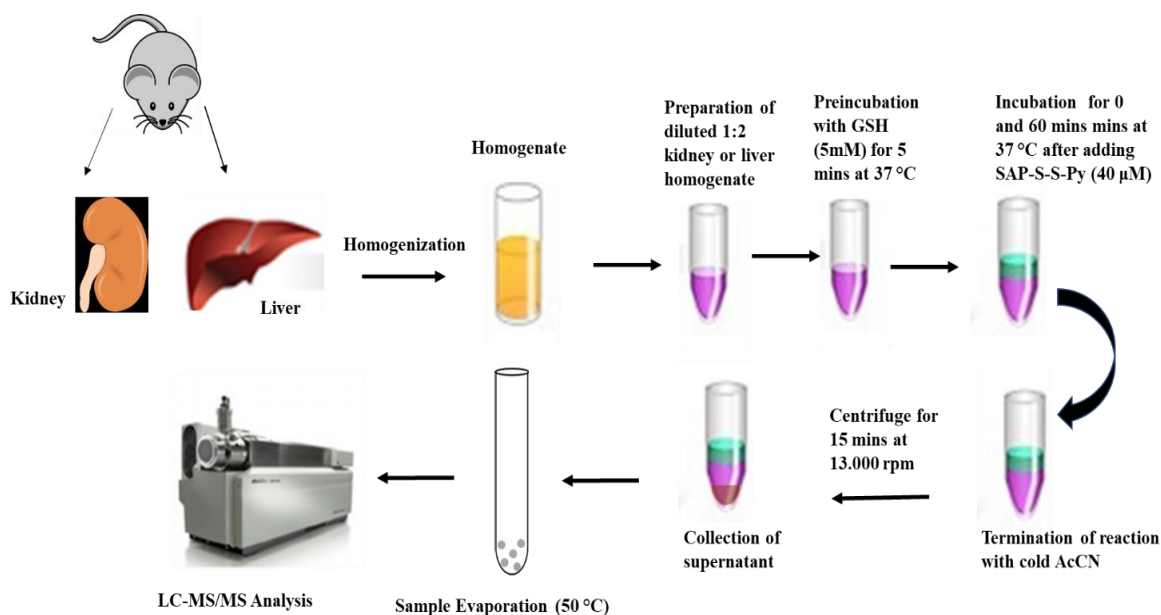 Kidney
Liver
Homogenization
Homogenate
Preparation of
diluted 1:2
kidney or liver
homogenate
Preincubation
with GSH
(5mM) for 5
mins at 37 °C
Incubation for 0
and 60 mins mins at
37 °C after adding
SAP-S-S-Py (40 µM)
Termination of reaction
with cold AcCN
Centrifuge for
15 mins at
13.000 rpm
Collection of
supernatant
Sample Evaporation (50 °C)
LC-MS/MS Analysis